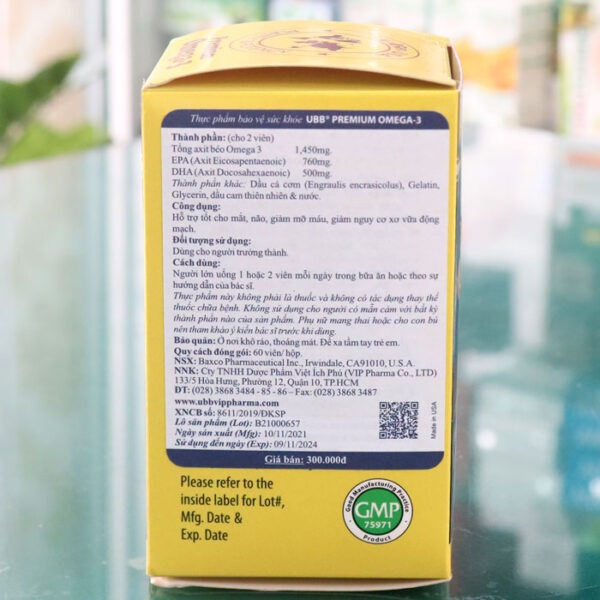 Thực phẩm bảo vệ sức khỏe UBB® PREMIUM OMEGA-3
Thành phần: (cho 2 viên)
Tổng axit béo Omega 3 1,450mg.
EPA (Axit Eicosapentaenoic) 760mg.
DHA (Axit Docosahexaenoic) 500mg.
Thành phần khác: Dầu cá cơm (Engraulis encrasicolus), Gelatin,
Glycerin, dầu cam thiên nhiên & nước.
Công dụng:
Hỗ trợ tốt cho mắt, não, giảm mỡ máu, giảm nguy cơ xơ vữa động
mạch.
Đối tượng sử dụng:
Dùng cho người trưởng thành.
Cách dùng:
Người lớn uống 1 hoặc 2 viên mỗi ngày trong bữa ăn hoặc theo sự
hướng dẫn của bác sĩ.
Thực phẩm này không phải là thuốc và không có tác dụng thay thế
thuốc chữa bệnh. Không sử dụng cho người có mẫn cảm với bất kỳ
thành phần nào của sản phẩm. Phụ nữ mang thai hoặc cho con bú
nên tham khảo ý kiến bác sĩ trước khi dùng.
Bảo quản: Ở nơi khô ráo, thoáng mát. Để xa tầm tay trẻ em.
Quy cách đóng gói: 60 viên/ hộp.
NSX: Baxco Pharmaceutical Inc., Irwindale, CA91010, U.S.A.
NNK: Cty TNHH Dược Phẩm Việt Ích Phú (VIP Pharma Co., LTD)
133/5 Hòa Hưng, Phường 12, Quận 10, TP.HCM
ĐT: (028) 3868 3484 - 85 - 86 – Fax: (028) 3868 3487
www.ubbvippharma.com
XNCB số: 8611/2019/ĐKSP
Lô sản phẩm (Lot): B21000657
Ngày sản xuất (Mfg): 10/11/2021
Sử dụng đến ngày (Exp): 09/11/2024
Made in USA
Giá bán: 300.000đ
Please refer to the
inside label for Lot#,
Mfg. Date &
Exp. Date
Good Manufacturing Practice
GMP
75971
Product